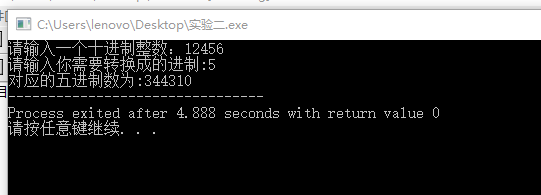 C:\Users\lenovo\Desktop\实验二.exe
请输入一个十进制整数：12456
请输入你需要转换成的进制:5
对应的五进制数为:344310
--------------------------------
Process exited after 4.888 seconds with return value 0
请按任意键继续. . .